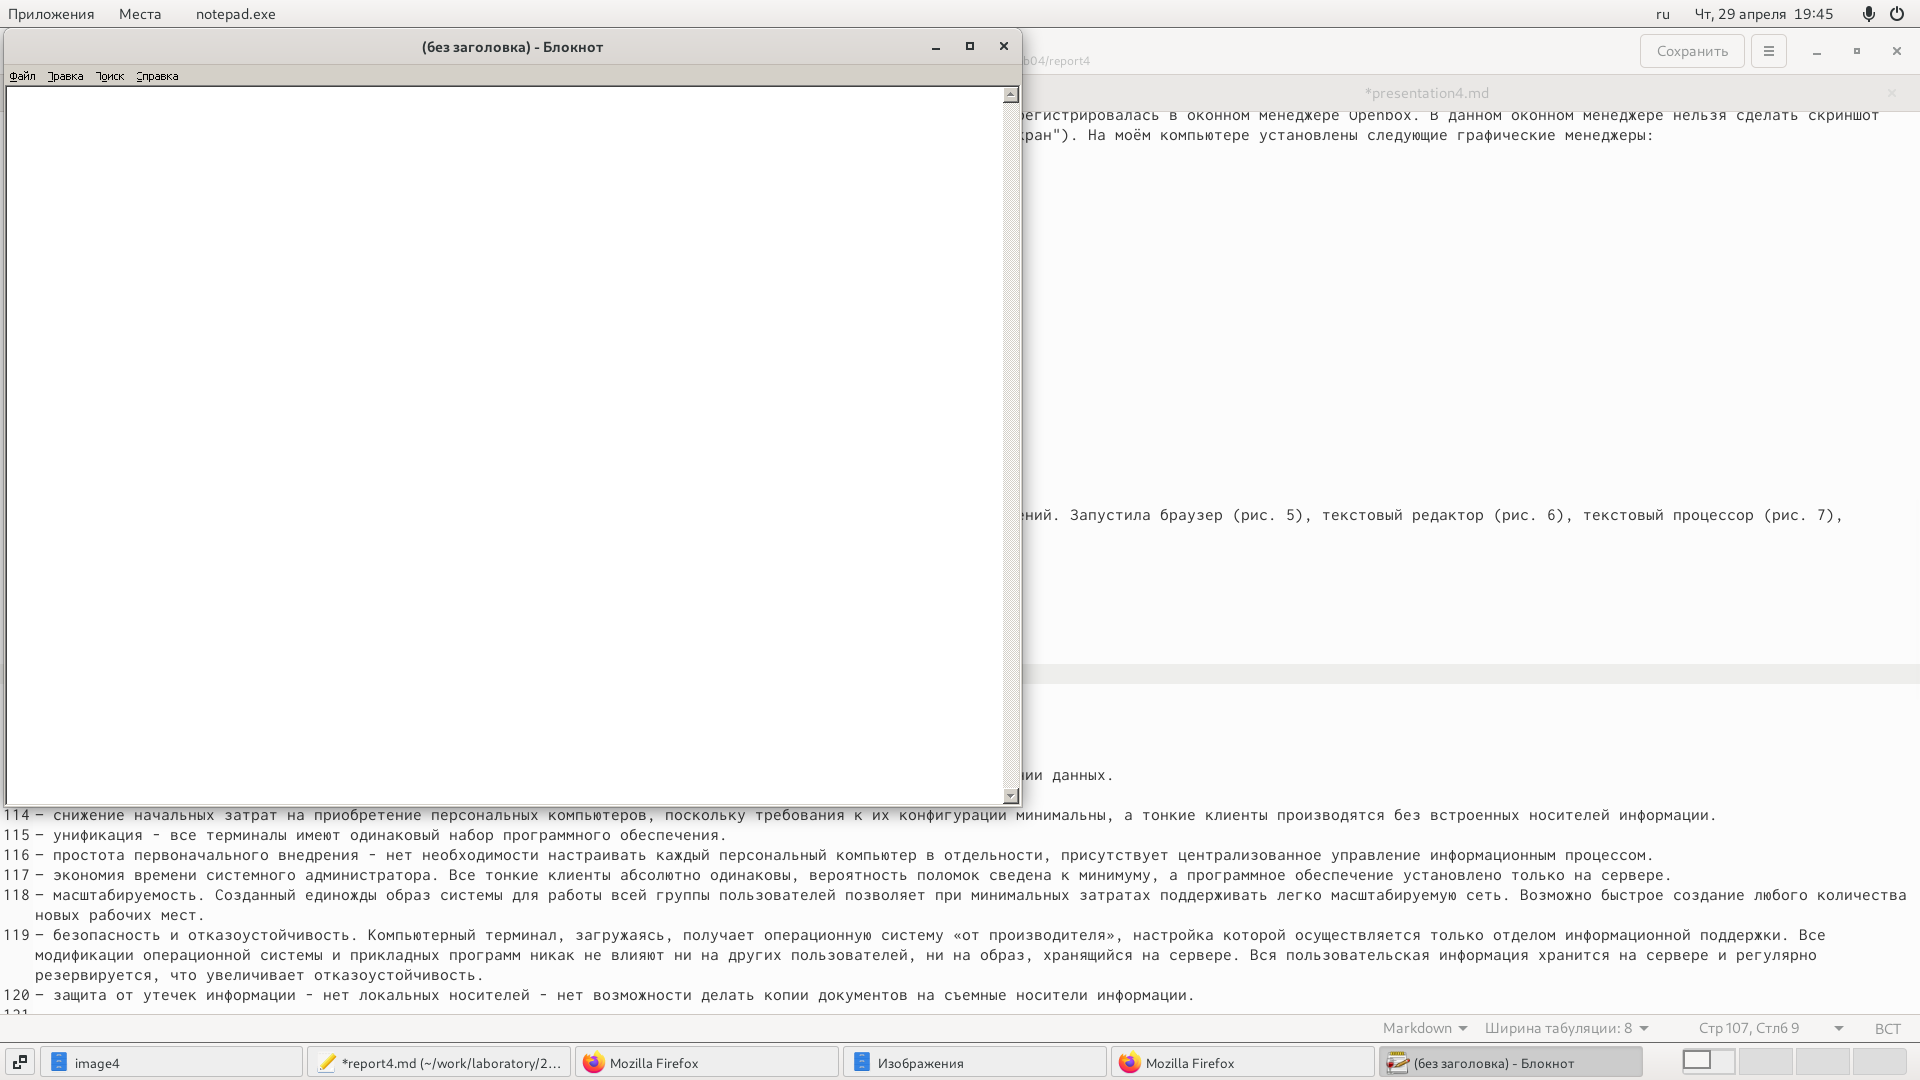 Приложения Места notepad.exe ru Чт, 29 апреля 19:45
(без заголовка) - Блокнот
b04/report4 Сохранить
Файл Правка Поиск Справка
*presentation4.md
регистрировалась в оконном менеджере Openbox. В данном оконном менеджере нельзя сделать скриншот
кран"). На моём компьютере установлены следующие графические менеджеры:
ений. Запустила браузер (рис. 5), текстовый редактор (рис. 6), текстовый процессор (рис. 7),
нии данных.
114 – снижение начальных затрат на приобретение персональных компьютеров, поскольку требования к их конфигурации минимальны, а тонкие клиенты производятся без встроенных носителей информации.
115 – унификация - все терминалы имеют одинаковый набор программного обеспечения.
116 – простота первоначального внедрения - нет необходимости настраивать каждый персональный компьютер в отдельности, присутствует централизованное управление информационным процессом.
117 – экономия времени системного администратора. Все тонкие клиенты абсолютно одинаковы, вероятность поломок сведена к минимуму, а программное обеспечение установлено только на сервере.
118 – масштабируемость. Созданный единожды образ системы для работы всей группы пользователей позволяет при минимальных затратах поддерживать легко масштабируемую сеть. Возможно быстрое создание любого количества
новых рабочих мест.
119 – безопасность и отказоустойчивость. Компьютерный терминал, загружаясь, получает операционную систему «от производителя», настройка которой осуществляется только отделом информационной поддержки. Все
модификации операционной системы и прикладных программ никак не влияют ни на других пользователей, ни на образ, хранящийся на сервере. Вся пользовательская информация хранится на сервере и регулярно
резервируется, что увеличивает отказоустойчивость.
120 – защита от утечек информации - нет локальных носителей - нет возможности делать копии документов на съемные носители информации.
121
Markdown Ширина табуляции: 8 Стр 107, Стлб 9 ВСТ
image4 *report4.md (~/work/laboratory/2... Mozilla Firefox Изображения Mozilla Firefox (без заголовка) - Блокнот